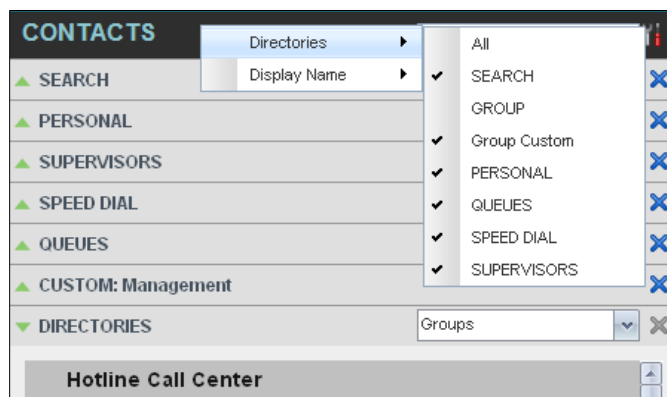 CONTACTS
Directories
All
SEARCH
Display Name
SEARCH
GROUP
PERSONAL
Group Custom
SUPERVISORS
PERSONAL
SPEED DIAL
QUEUES
QUEUES
SPEED DIAL
CUSTOM: Management
SUPERVISORS
DIRECTORIES
Groups
Hotline Call Center